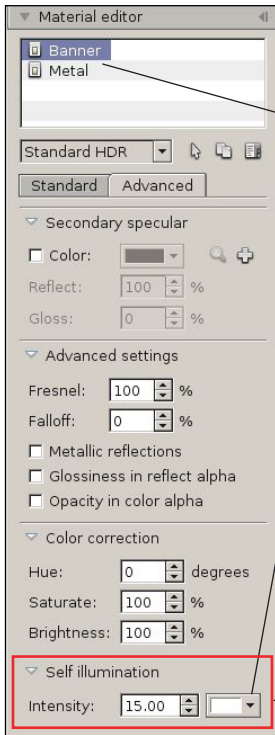 Material editor
Banner
Metal
Standard HDR
Standard Advanced
Secondary specular
Color:
Reflect: 100 %
Gloss: 0 %
Advanced settings
Fresnel: 100 %
Falloff: 0 %
Metallic reflections
Glossiness in reflect alpha
Opacity in color alpha
Color correction
Hue: 0 degrees
Saturate: 100 %
Brightness: 100 %
Self illumination
Intensity: 15.00